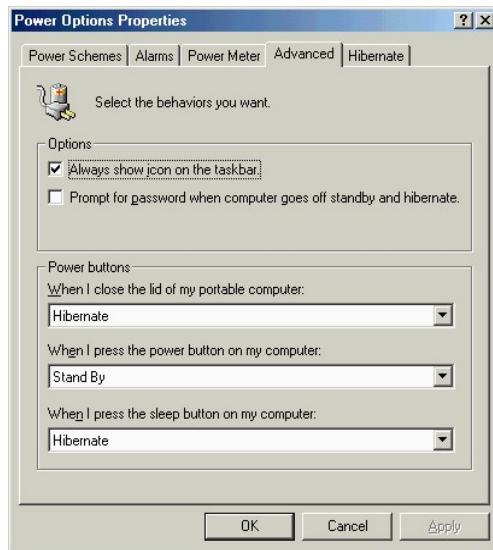 Power Options Properties
Power Schemes Alarms Power Meter Advanced Hibernate
Select the behaviors you want.
Options
Always show icon on the taskbar.
Prompt for password when computer goes off standby and hibernate.
Power buttons
When I close the lid of my portable computer:
Hibernate
When I press the power button on my computer:
Stand By
When I press the sleep button on my computer:
Hibernate
OK Cancel Apply